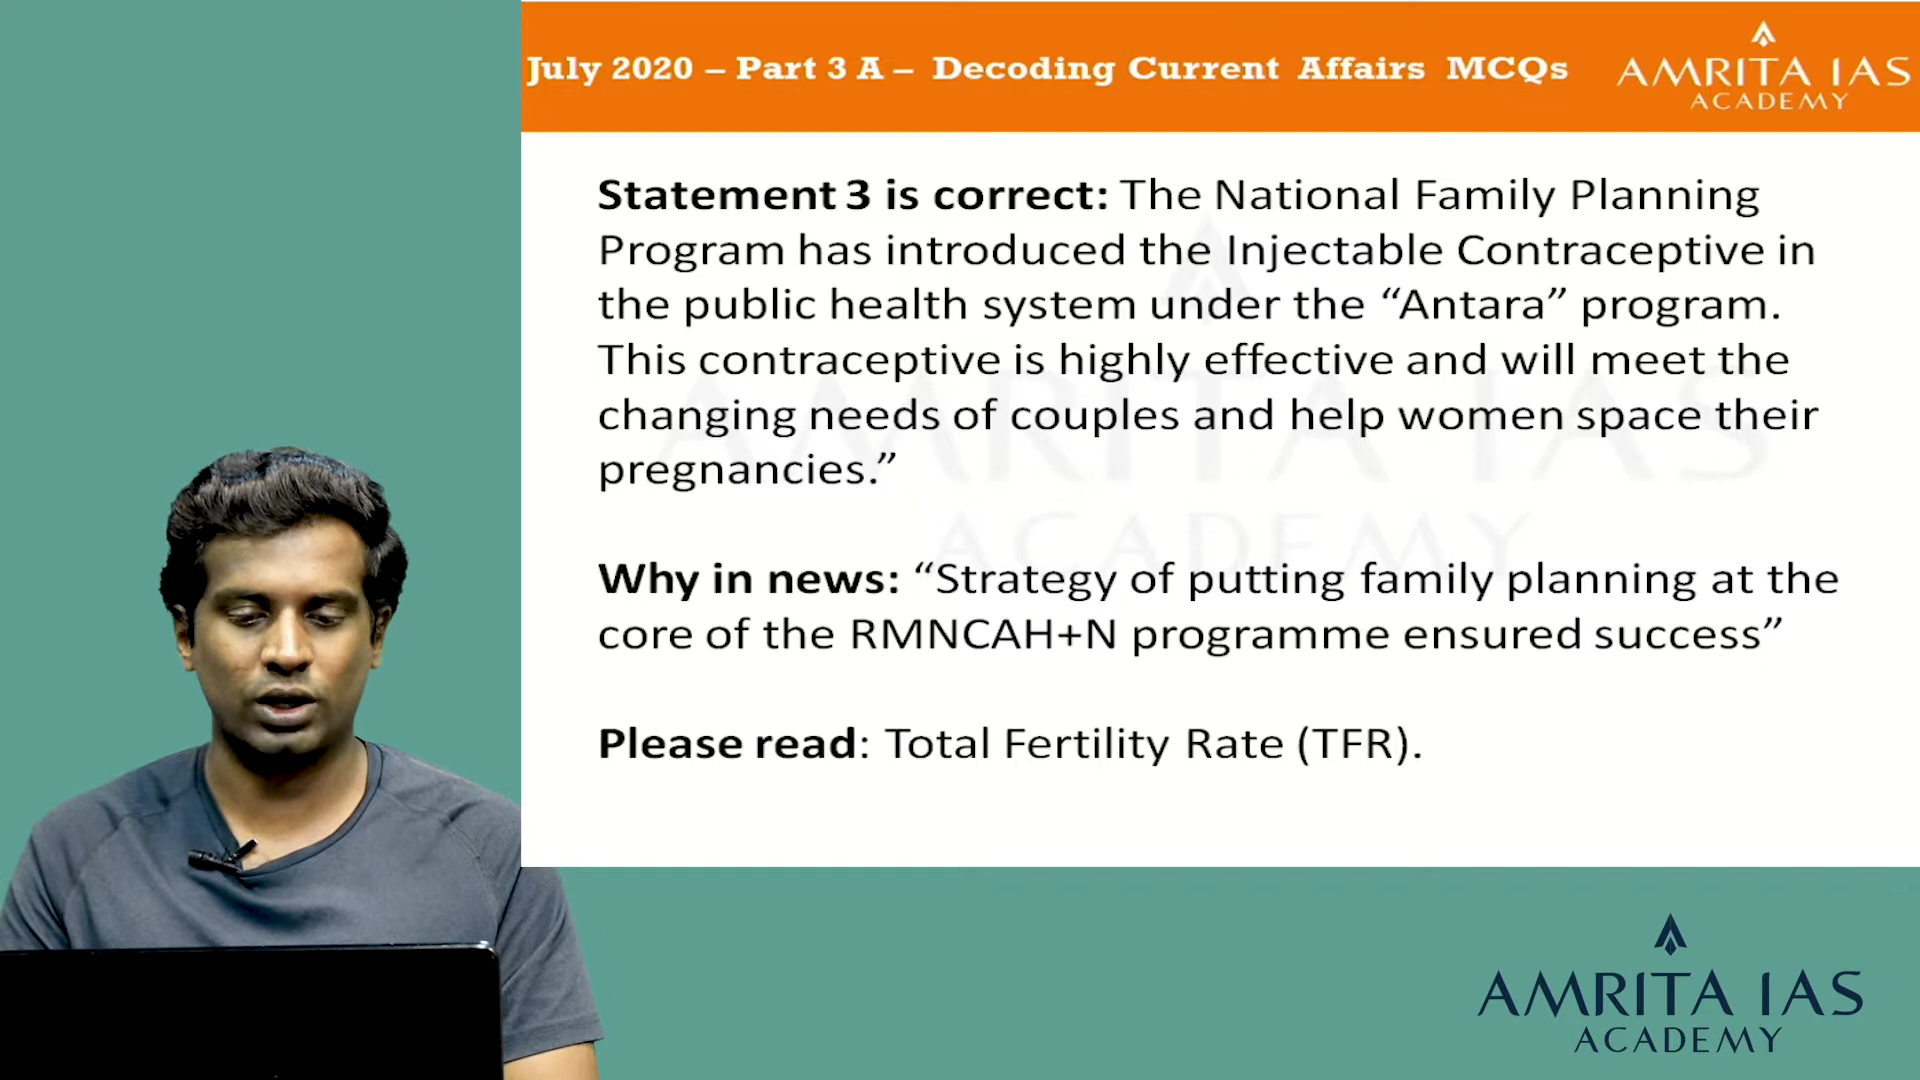 July 2020 – Part 3 A – Decoding Current Affairs MCQs
AMRITA IAS
ACADEMY
Statement 3 is correct: The National Family Planning
Program has introduced the Injectable Contraceptive in
the public health system under the “Antara” program.
This contraceptive is highly effective and will meet the
changing needs of couples and help women space their
pregnancies.”
AMRITA IAS
ACADEMY
Why in news: “Strategy of putting family planning at the
core of the RMNCAH+N programme ensured success”
Please read: Total Fertility Rate (TFR).
AMRITA IAS
ACADEMY